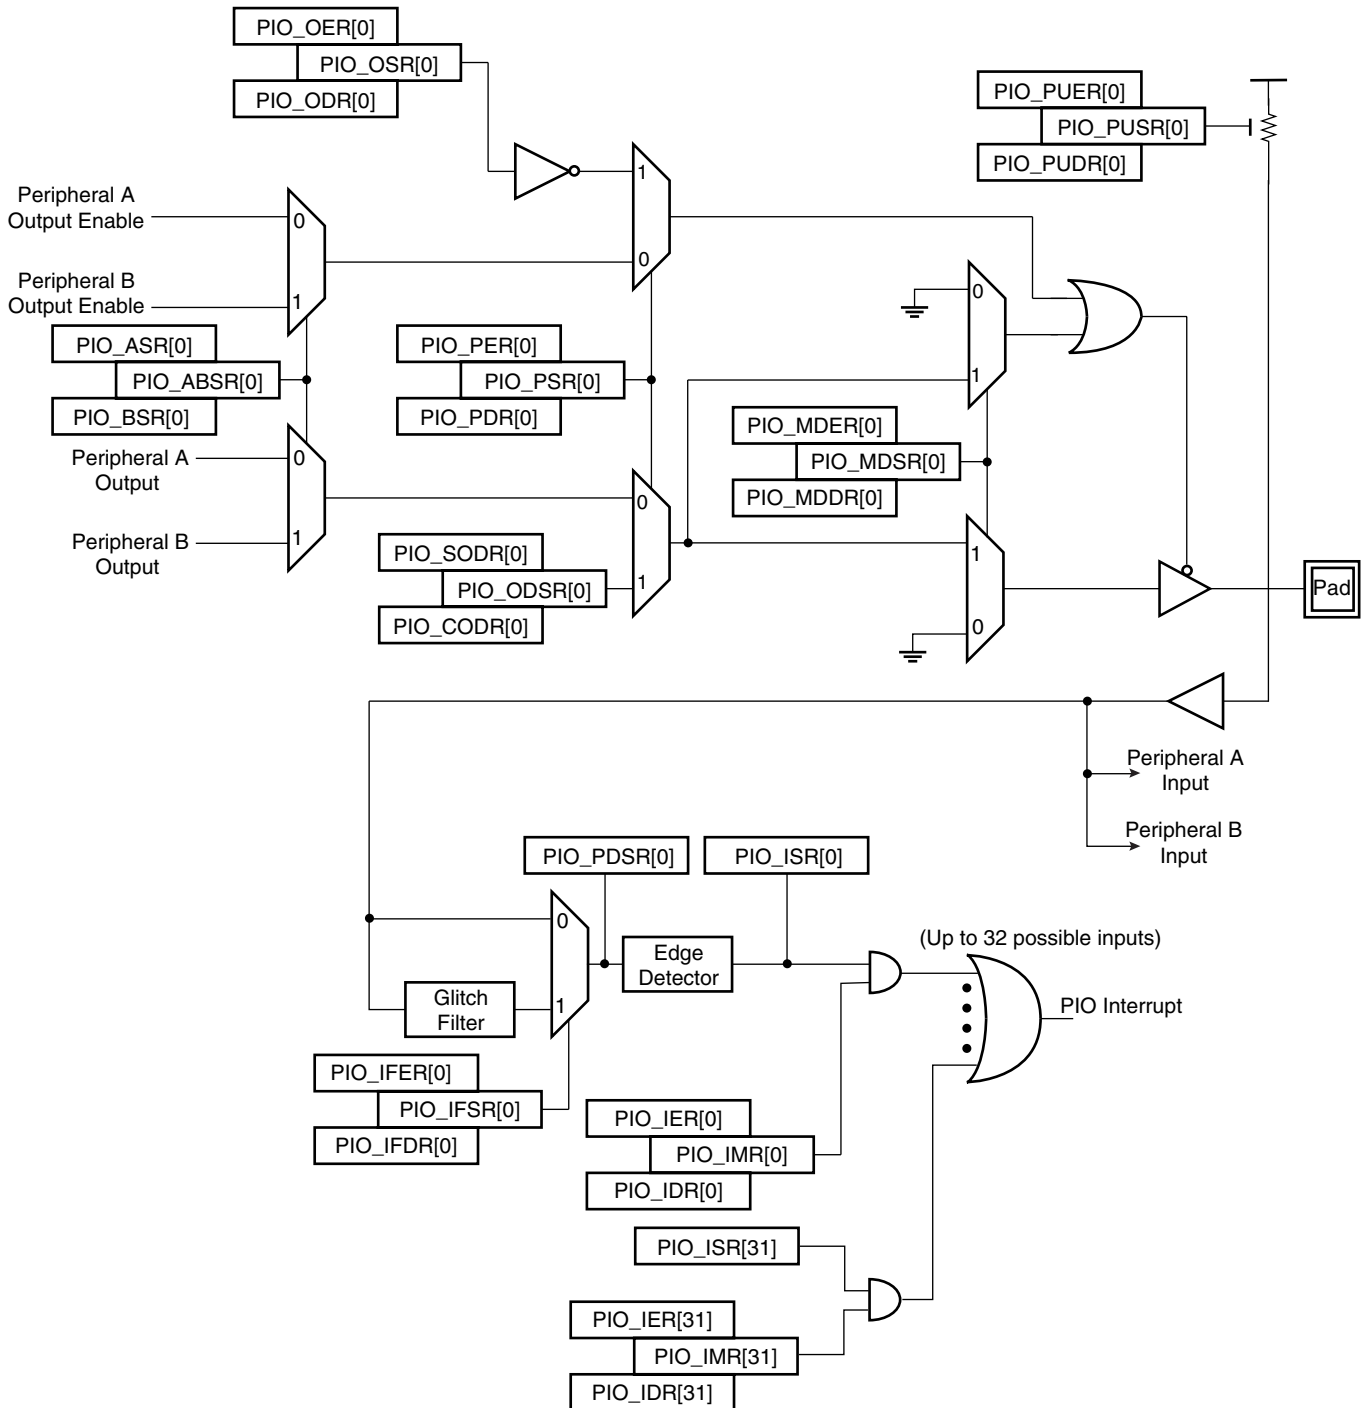 PIO_OER[0]
PIO_OSR[0]
PIO_ODR[0]
PIO_PUER[0]
PIO_PUSR[0]
PIO_PUDR[0]
1
0
Peripheral A
Output Enable
0
Peripheral B
Output Enable
1
PIO_ASR[0]
PIO_ABSR[0]
PIO_BSR[0]
PIO_PER[0]
PIO_PSR[0]
PIO_PDR[0]
0
1
PIO_MDER[0]
PIO_MDSR[0]
PIO_MDDR[0]
Peripheral A
Output
0
Peripheral B
Output
1
0
1
PIO_SODR[0]
PIO_ODSR[0]
PIO_CODR[0]
1
0
Pad
Peripheral A
Input
Peripheral B
Input
PIO_PDSR[0]
PIO_ISR[0]
0
1
Glitch
Filter
Edge
Detector
(Up to 32 possible inputs)
PIO Interrupt
PIO_IFER[0]
PIO_IFSR[0]
PIO_IFDR[0]
PIO_IER[0]
PIO_IMR[0]
PIO_IDR[0]
PIO_ISR[31]
PIO_IER[31]
PIO_IMR[31]
PIO_IDR[31]